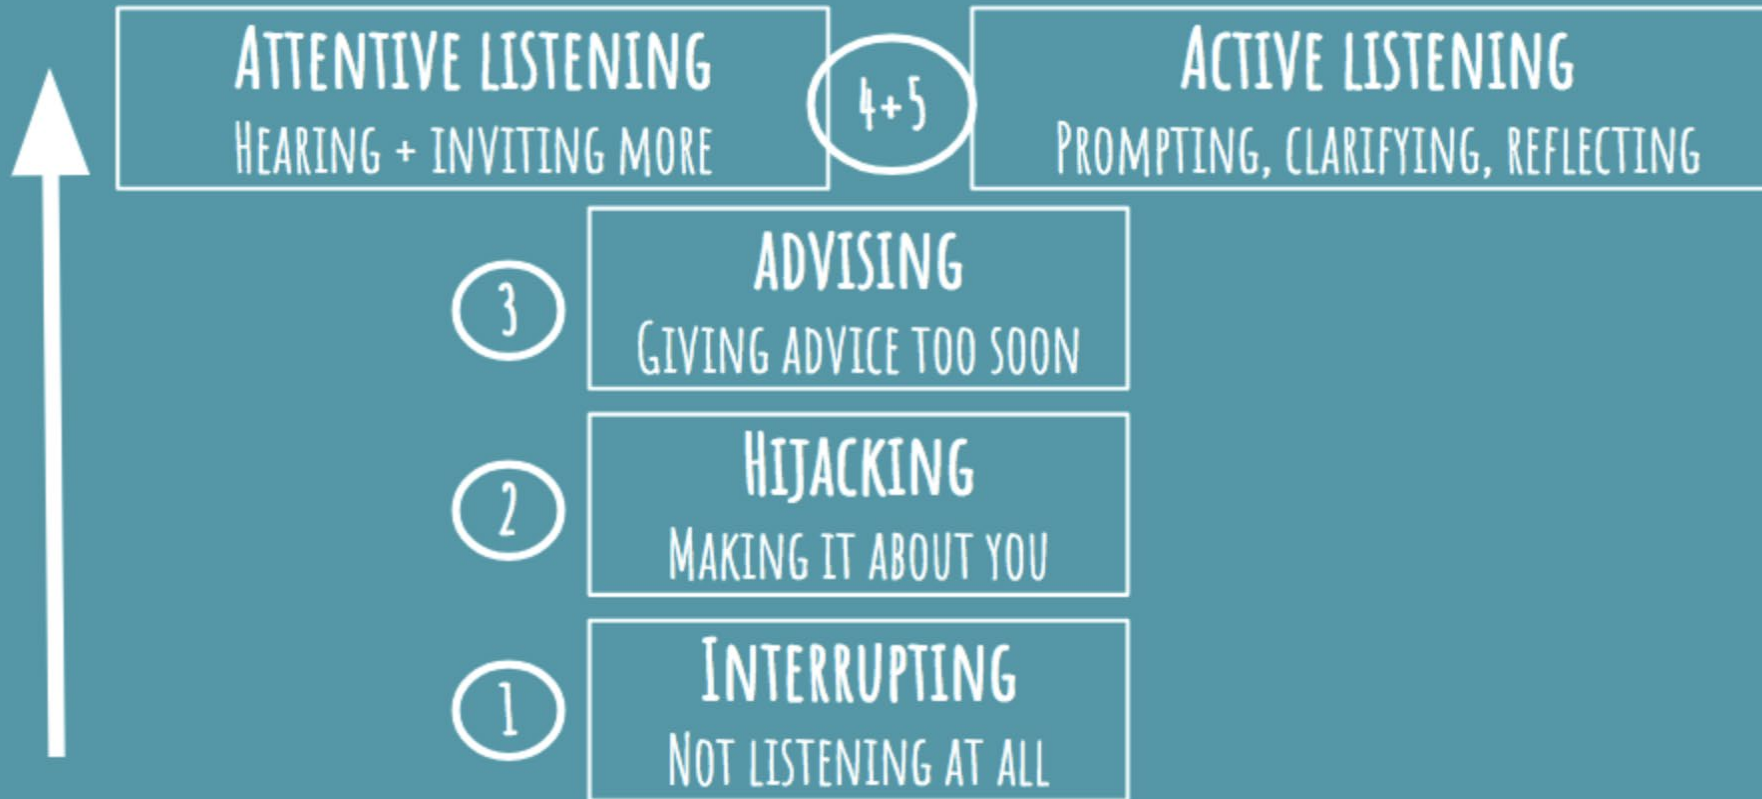 ATTENTIVE LISTENING
HEARING + INVITING MORE
4+5
ACTIVE LISTENING
PROMPTING, CLARIFYING, REFLECTING
3
ADVISING
GIVING ADVICE TOO SOON
2
HIJACKING
MAKING IT ABOUT YOU
1
INTERRUPTING
NOT LISTENING AT ALL